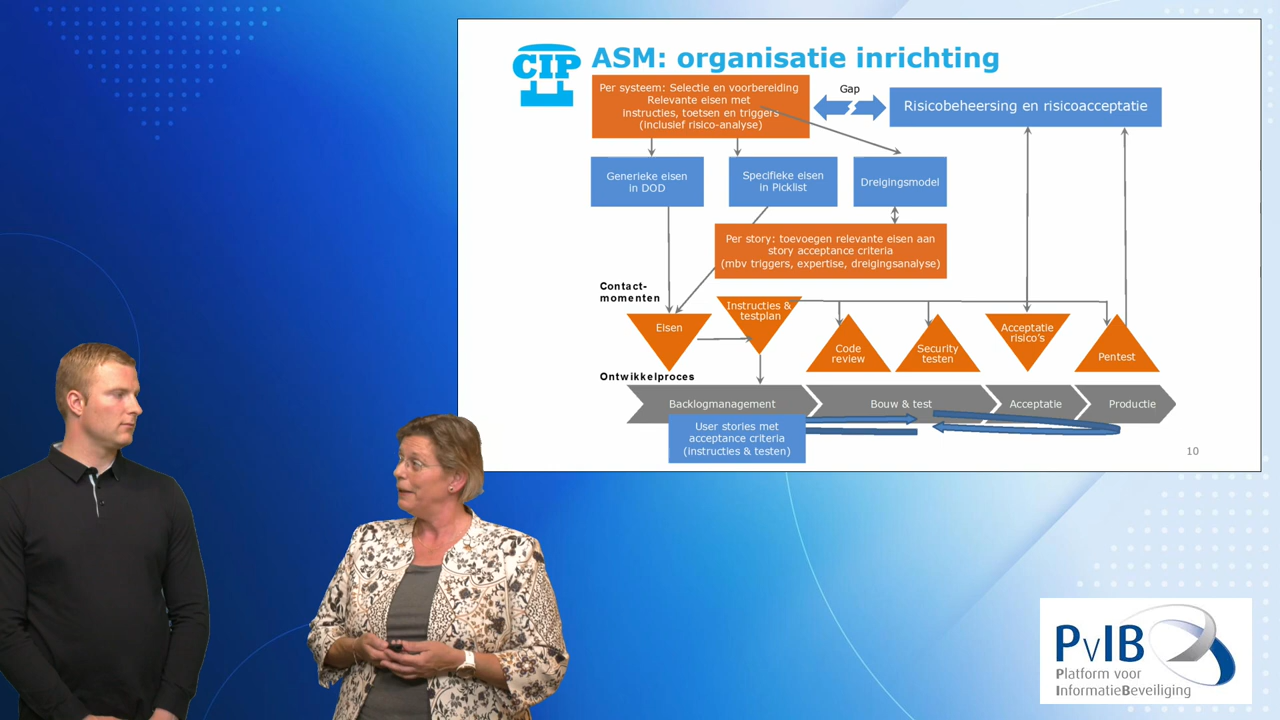 CIP
ASM: organisatie inrichting
Per systeem: Selectie en voorbereiding
Relevante eisen met
instructies, toetsen en triggers
(inclusief risico-analyse)
Gap
Risicobeheersing en risicoacceptatie
Generieke eisen
in DOD
Specifieke eisen
in Picklist
Dreigingsmodel
Per story: toevoegen relevante eisen aan
story acceptance criteria
(mbv triggers, expertise, dreigingsanalyse)
Contact-
momenten
Eisen
Instructies &
testplan
Code
review
Security
testen
Acceptatie
risico's
Pentest
Ontwikkelproces
Backlogmanagement
Bouw & test
Acceptatie
Productie
User stories met
acceptance criteria
(instructies & testen)
10
PvIB
Platform voor
InformatieBeveiliging